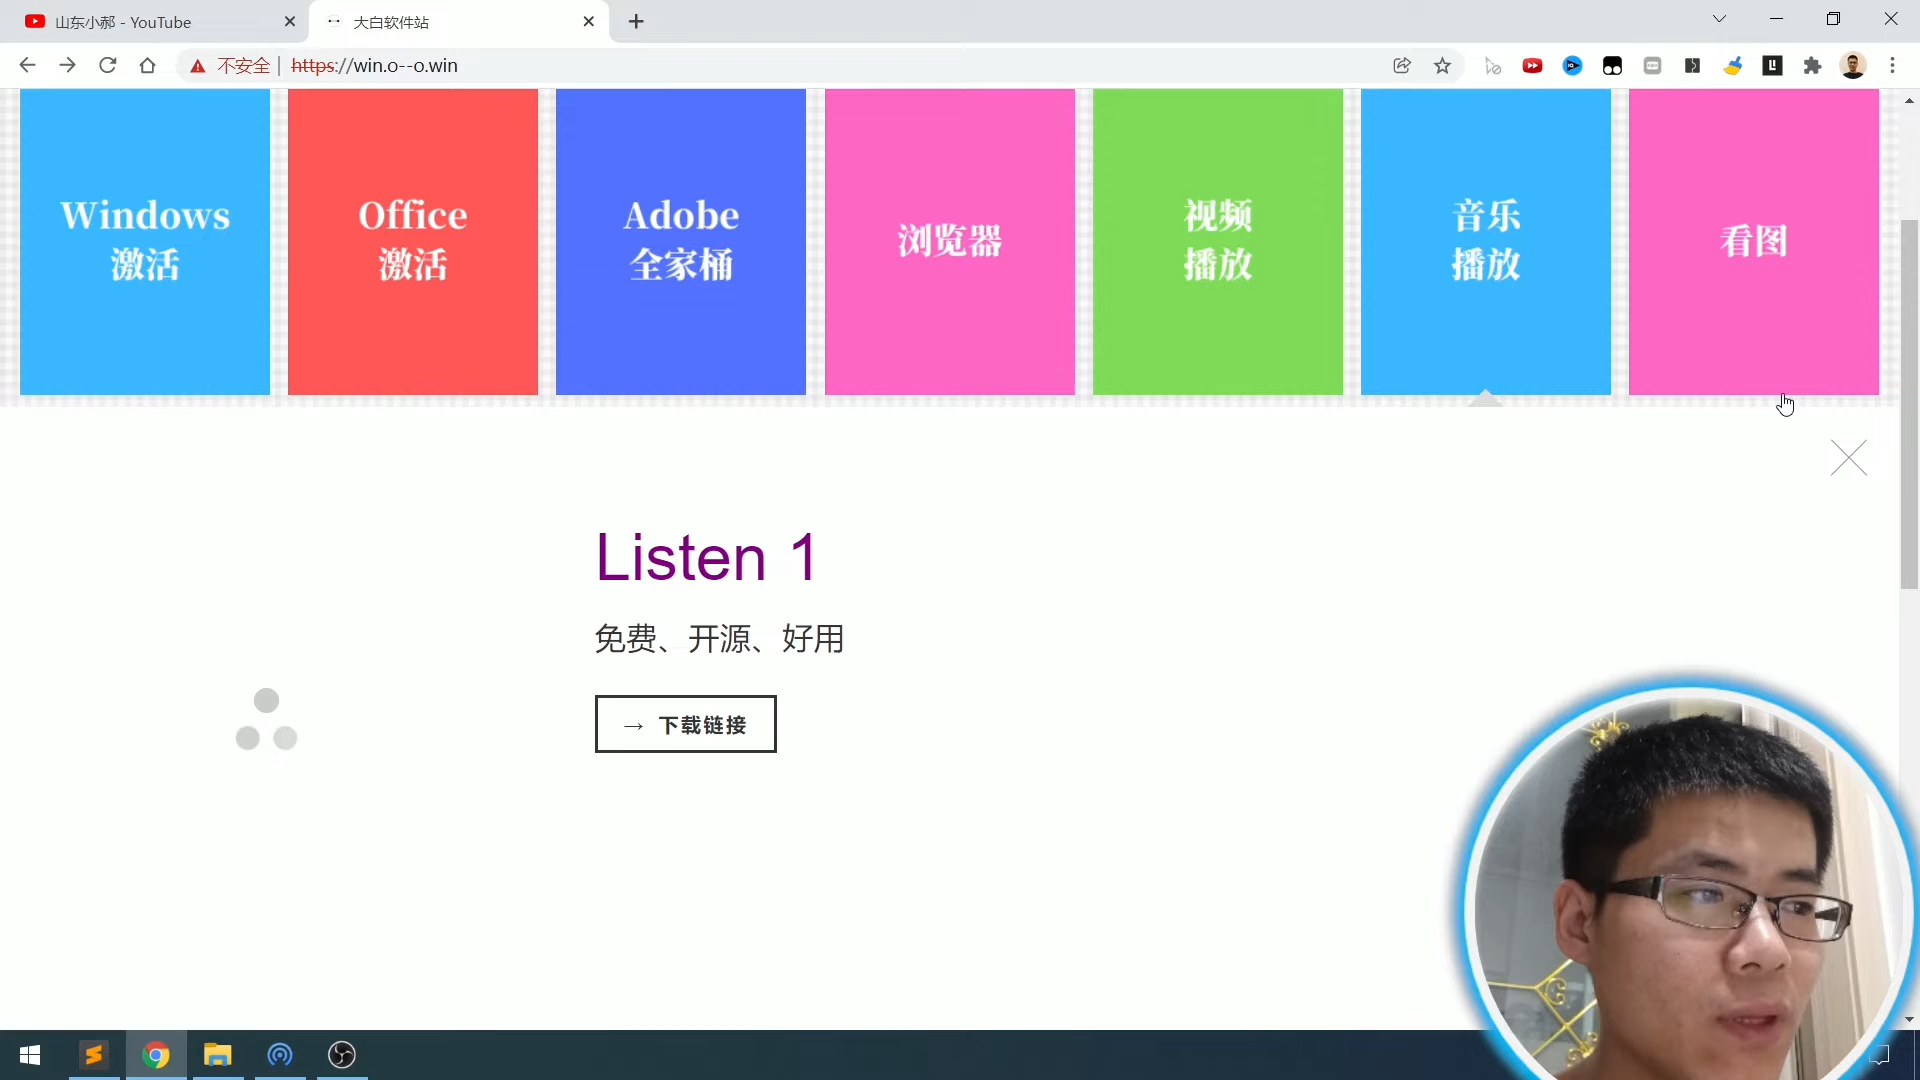 山东小郝 - YouTube
大白软件站
不安全
https://win.o--o.win
Windows
激活
Office
激活
Adobe
全家桶
浏览器
视频
播放
音乐
播放
看图
Listen 1
免费、开源、好用
→ 下载链接